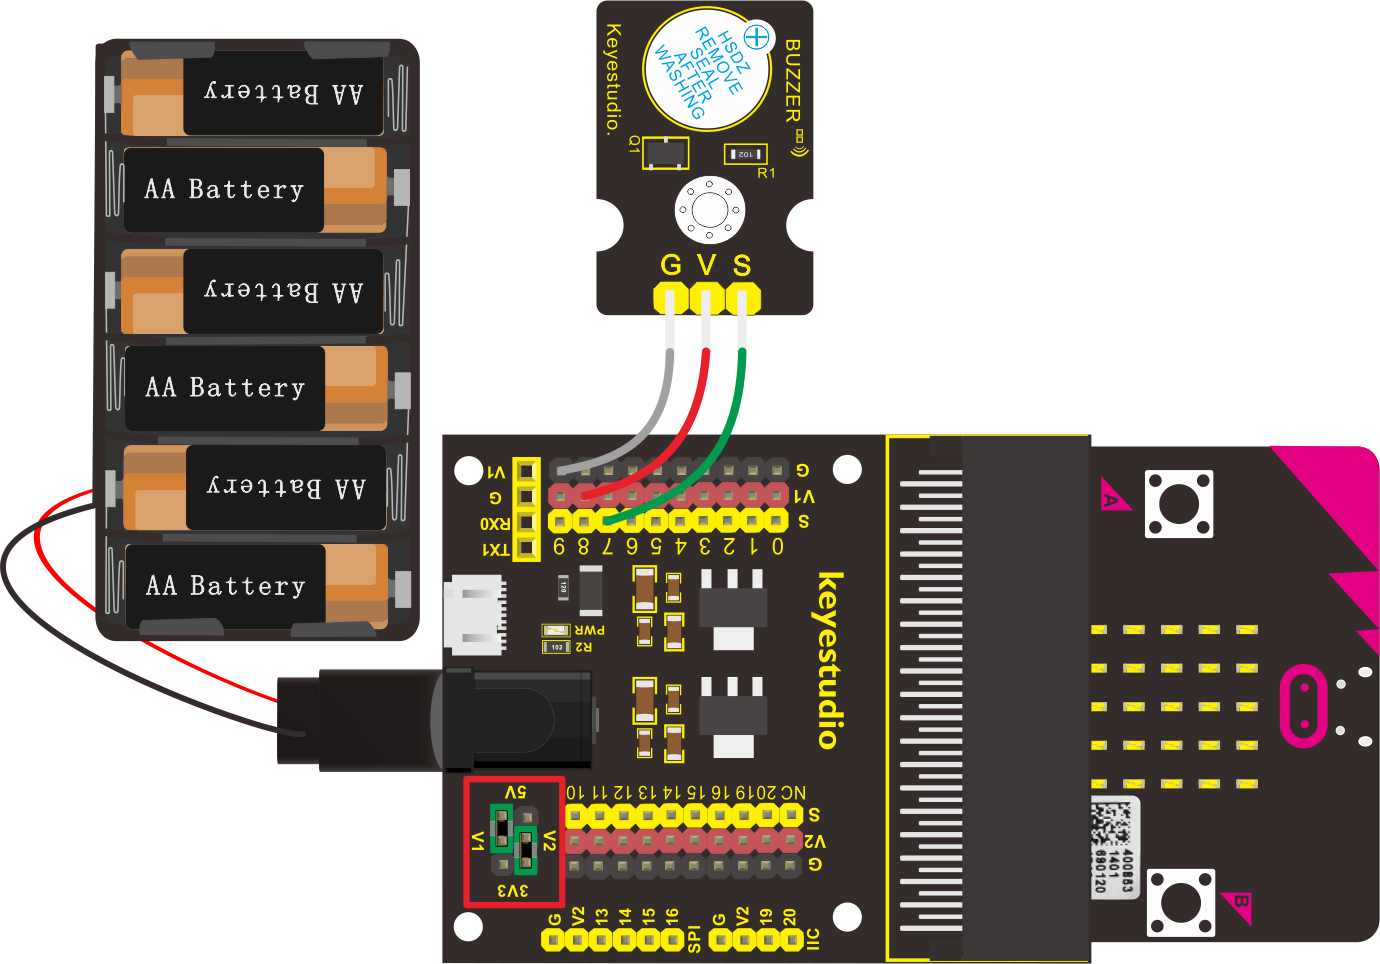 AA Battery
AA Battery
AA Battery
AA Battery
AA Battery
AA Battery
Keyestudio.
HSDZ
REMOVE
SEAL
AFTER
WASHING
BUZZER
Q1
102
R1
G V S
V1
G
RX0
TX1
G
V1
S
9 8 7 6 5 4 3 2 1 0
120
PWR
R2
102
keyestudio
A
B
5V
V1
V2
3V3
10 11 12 13 14 15 16 19 20 NC
S
V2
G
G V2 13 14 15 16
SPI
G V2 19 20
IIC
400863
1401
690120